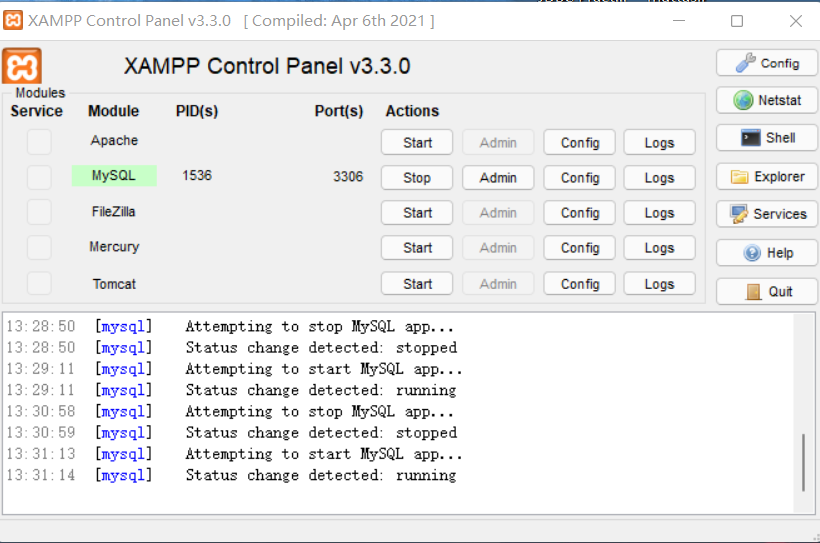 XAMPP Control Panel v3.3.0 [ Compiled: Apr 6th 2021 ]
XAMPP Control Panel v3.3.0
Config
Modules
Service Module PID(s) Port(s) Actions
Netstat
Apache Start Admin Config Logs
Shell
MySQL 1536 3306 Stop Admin Config Logs
Explorer
FileZilla Start Admin Config Logs
Services
Mercury Start Admin Config Logs
Help
Tomcat Start Admin Config Logs
Quit
13:28:50 [mysql] Attempting to stop MySQL app...
13:28:50 [mysql] Status change detected: stopped
13:29:11 [mysql] Attempting to start MySQL app...
13:29:11 [mysql] Status change detected: running
13:30:58 [mysql] Attempting to stop MySQL app...
13:30:59 [mysql] Status change detected: stopped
13:31:13 [mysql] Attempting to start MySQL app...
13:31:14 [mysql] Status change detected: running